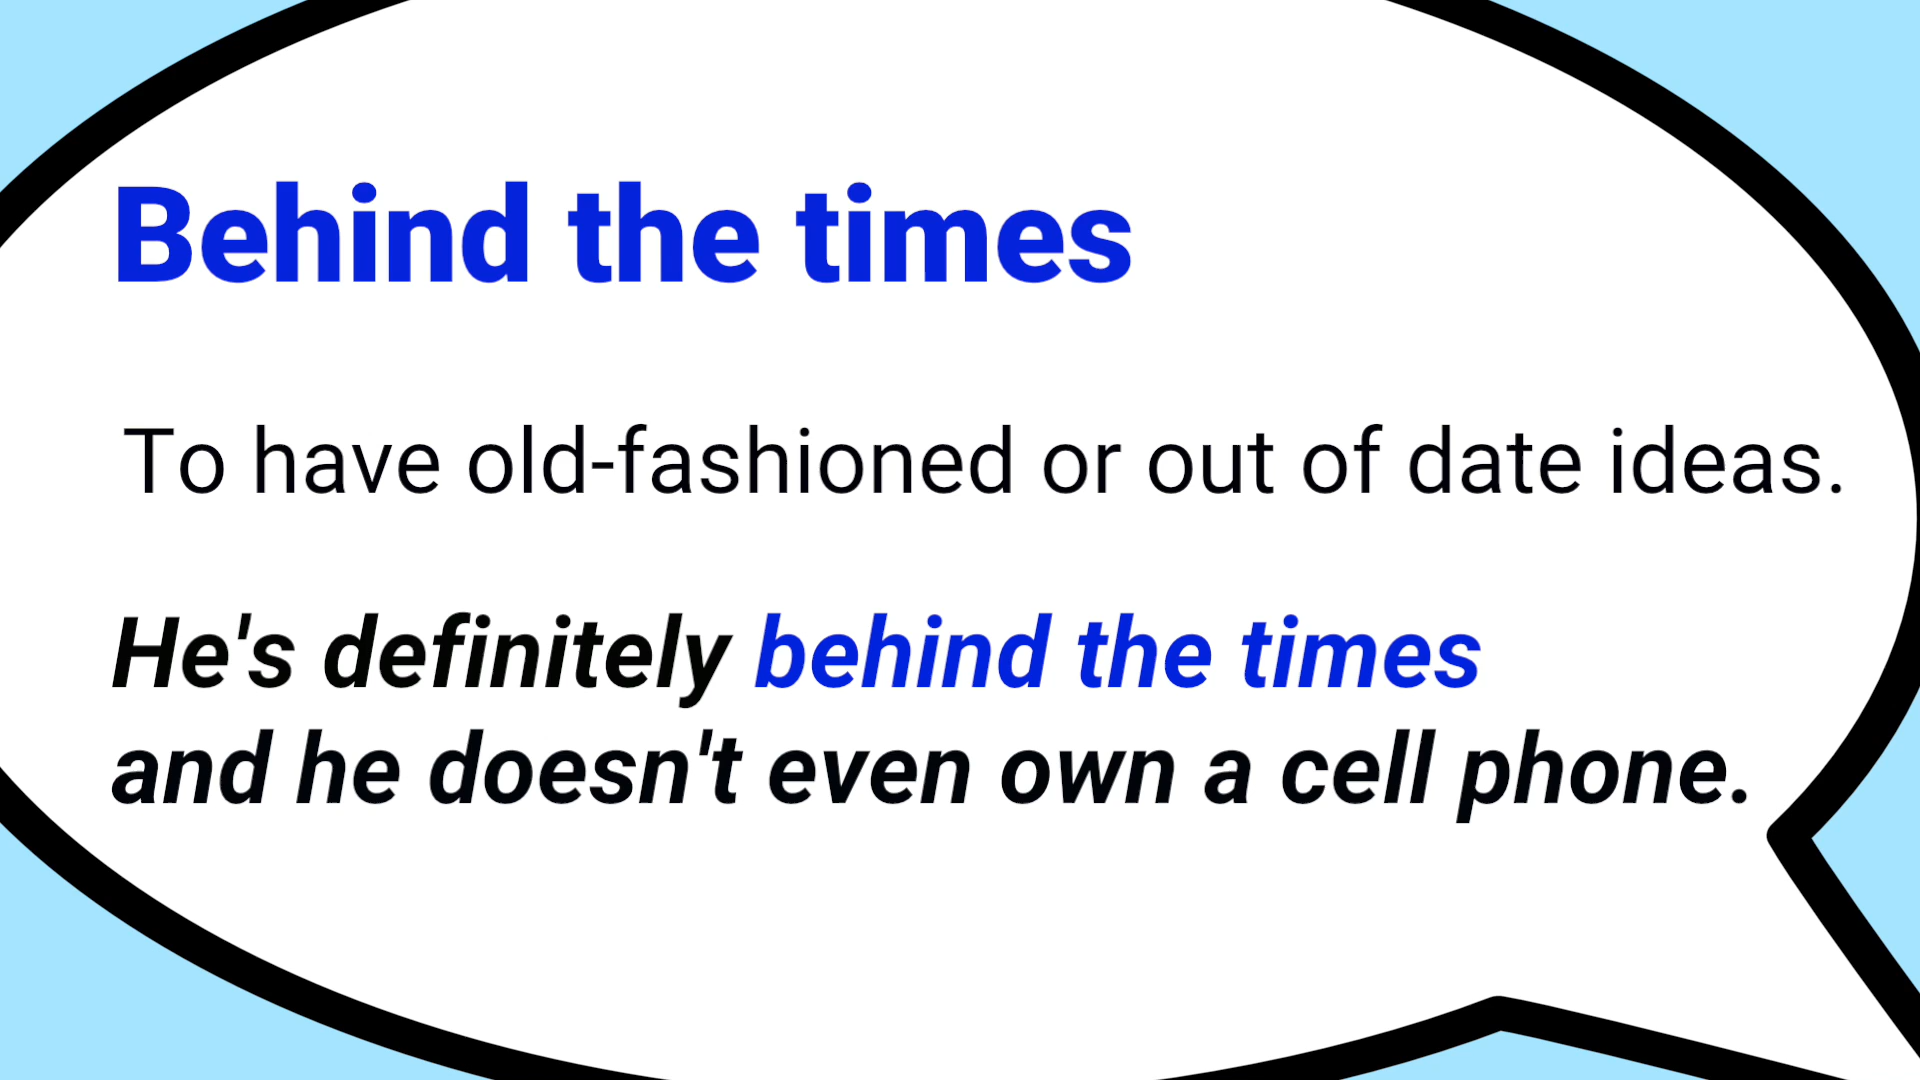 Behind the times
To have old-fashioned or out of date ideas.
He's definitely behind the times
and he doesn't even own a cell phone.